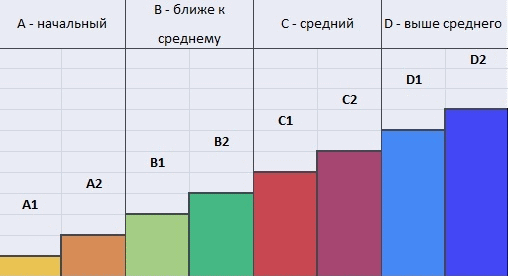 A - начальный
B - ближе к
среднему
C - средний
D - выше среднего
A1
A2
B1
B2
C1
C2
D1
D2